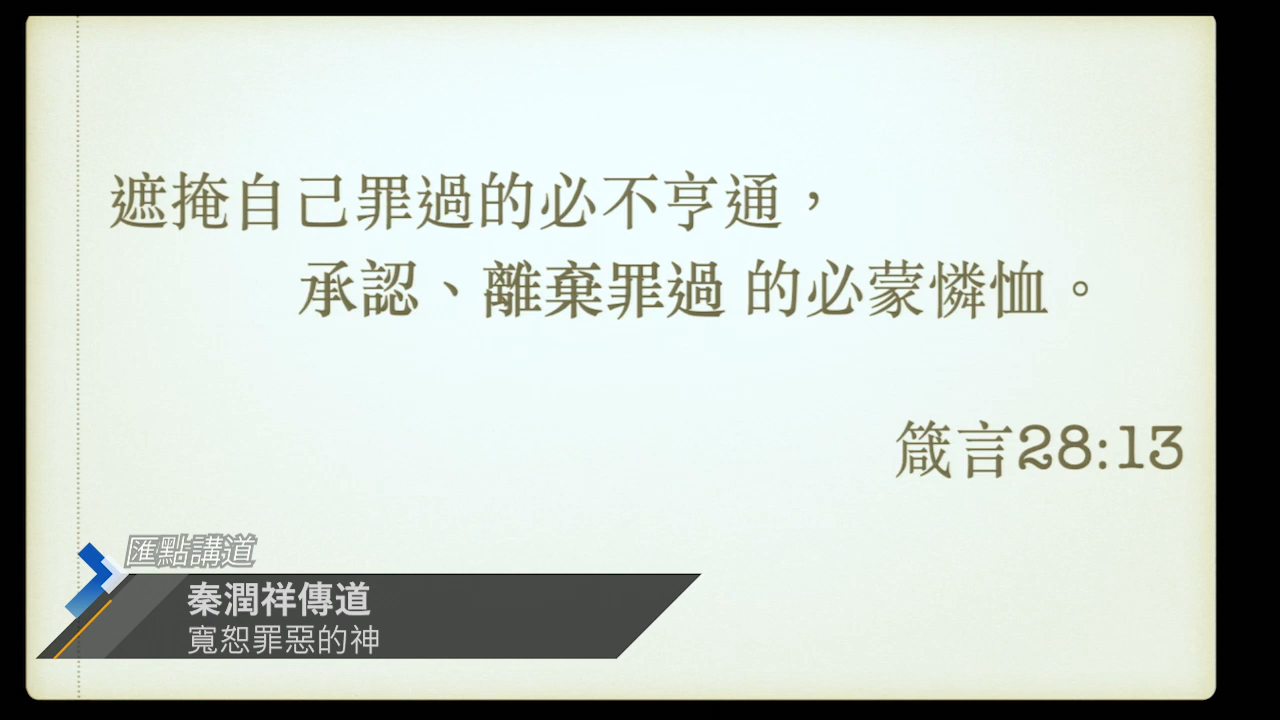 遮掩自己罪過的必不亨通，
承認、離棄罪過 的必蒙憐恤。
箴言28:13
匯點講道
秦潤祥傳道
寬恕罪惡的神